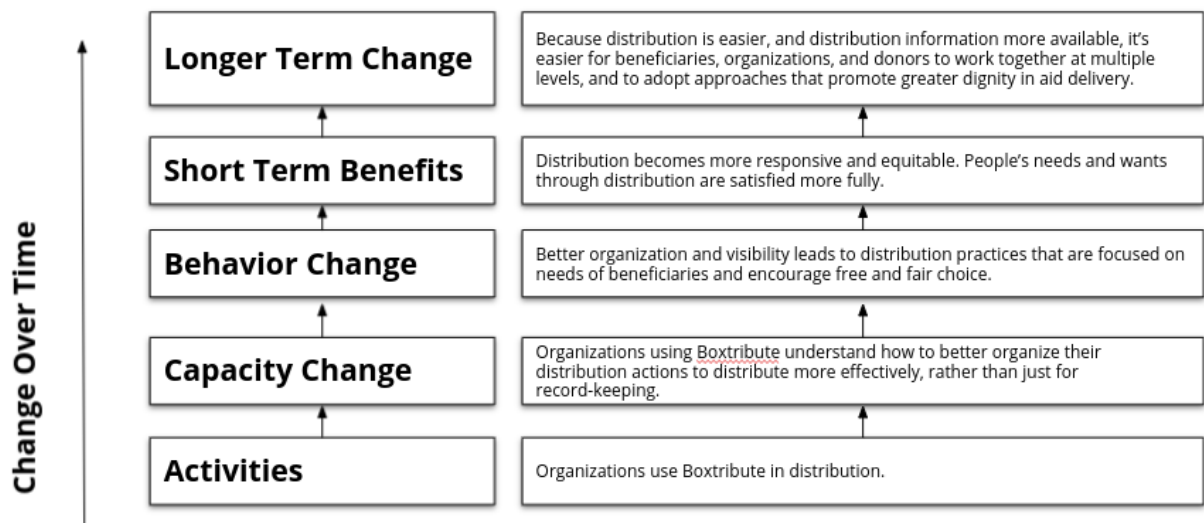 Longer Term Change
Because distribution is easier, and distribution information more available, it’s
easier for beneficiaries, organizations, and donors to work together at multiple
levels, and to adopt approaches that promote greater dignity in aid delivery.
Short Term Benefits
Distribution becomes more responsive and equitable. People’s needs and wants
through distribution are satisfied more fully.
Behavior Change
Better organization and visibility leads to distribution practices that are focused on
needs of beneficiaries and encourage free and fair choice.
Capacity Change
Organizations using Boxtribute understand how to better organize their
distribution actions to distribute more effectively, rather than just for
record-keeping.
Activities
Organizations use Boxtribute in distribution.
Change Over Time